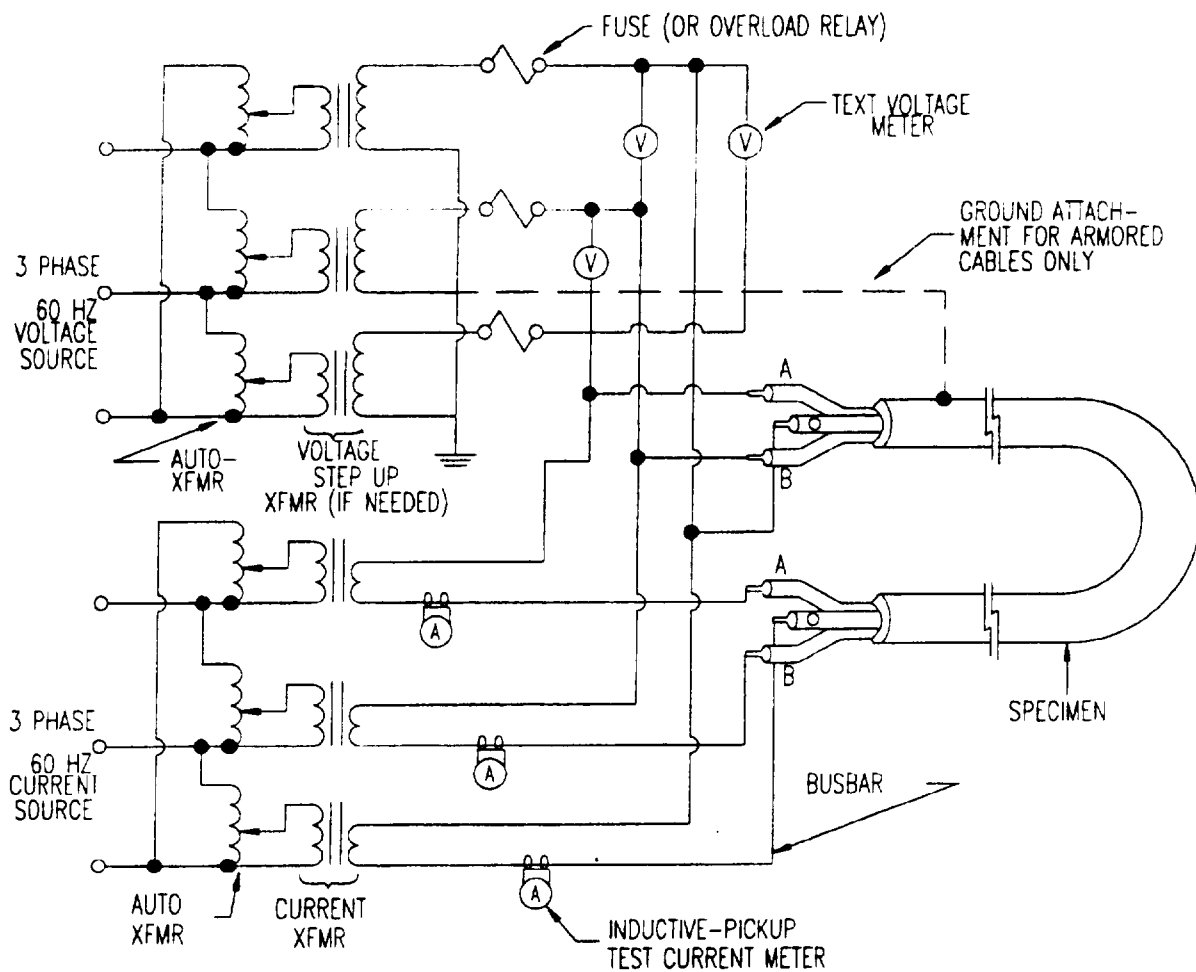 FUSE (OR OVERLOAD RELAY)
TEXT VOLTAGE
METER
V
V
V
GROUND ATTACH-
MENT FOR ARMORED
CABLES ONLY
3 PHASE
60 HZ
VOLTAGE
SOURCE
AUTO-
XFMR
VOLTAGE
STEP UP
XFMR (IF NEEDED)
A
B
A
B
A
A
A
SPECIMEN
3 PHASE
60 HZ
CURRENT
SOURCE
BUSBAR
AUTO
XFMR
CURRENT
XFMR
INDUCTIVE-PICKUP
TEST CURRENT METER